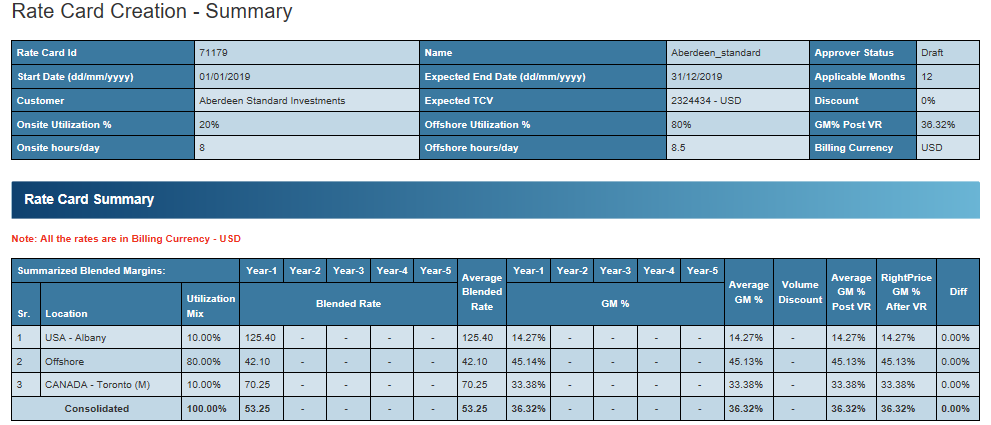 Rate Card Creation - Summary
Rate Card Id 71179 Name Aberdeen_standard Approver Status Draft
Start Date (dd/mm/yyyy) 01/01/2019 Expected End Date (dd/mm/yyyy) 31/12/2019 Applicable Months 12
Customer Aberdeen Standard Investments Expected TCV 2324434 - USD Discount 0%
Onsite Utilization % 20% Offshore Utilization % 80% GM% Post VR 36.32%
Onsite hours/day 8 Offshore hours/day 8.5 Billing Currency USD
Rate Card Summary
Note: All the rates are in Billing Currency - USD
Summarized Blended Margins: Year-1 Year-2 Year-3 Year-4 Year-5 Average Blended Rate Year-1 Year-2 Year-3 Year-4 Year-5 Average GM % Volume Discount Average GM % Post VR RightPrice GM % After VR Diff
Sr. Location Utilization Mix Blended Rate GM %
1 USA - Albany 10.00% 125.40 - - - - 125.40 14.27% - - - - 14.27% - 14.27% 14.27% 0.00%
2 Offshore 80.00% 42.10 - - - - 42.10 45.14% - - - - 45.13% - 45.13% 45.13% 0.00%
3 CANADA - Toronto (M) 10.00% 70.25 - - - - 70.25 33.38% - - - - 33.38% - 33.38% 33.38% 0.00%
Consolidated 100.00% 53.25 - - - - 53.25 36.32% - - - - 36.32% - 36.32% 36.32% 0.00%